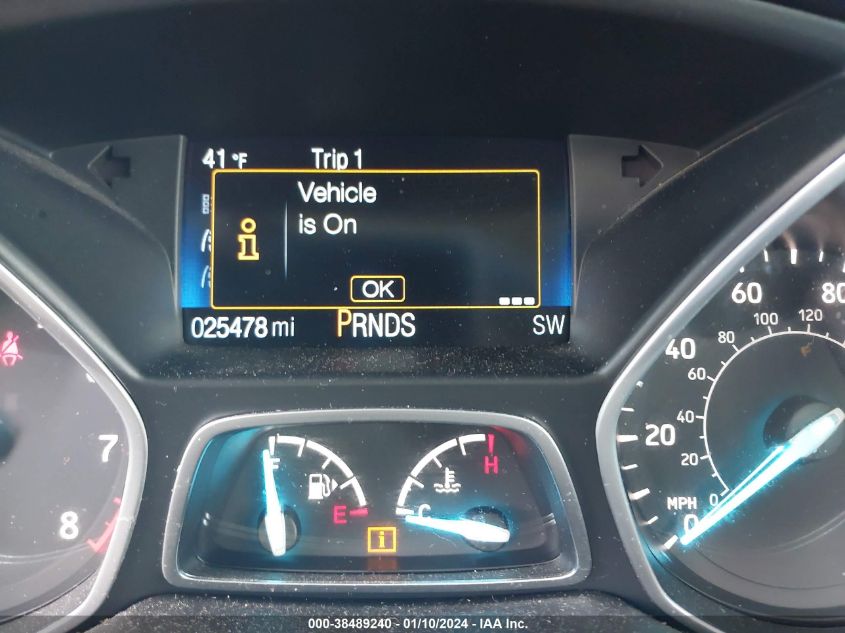 41 °F Trip 1
Vehicle
is On
OK
025478 mi PRNDS SW
7
8
F
E
C
H
MPH
0
20
40
60
80
0
20
40
60
80
100
120
000-38489240 - 01/10/2024 - IAA Inc.